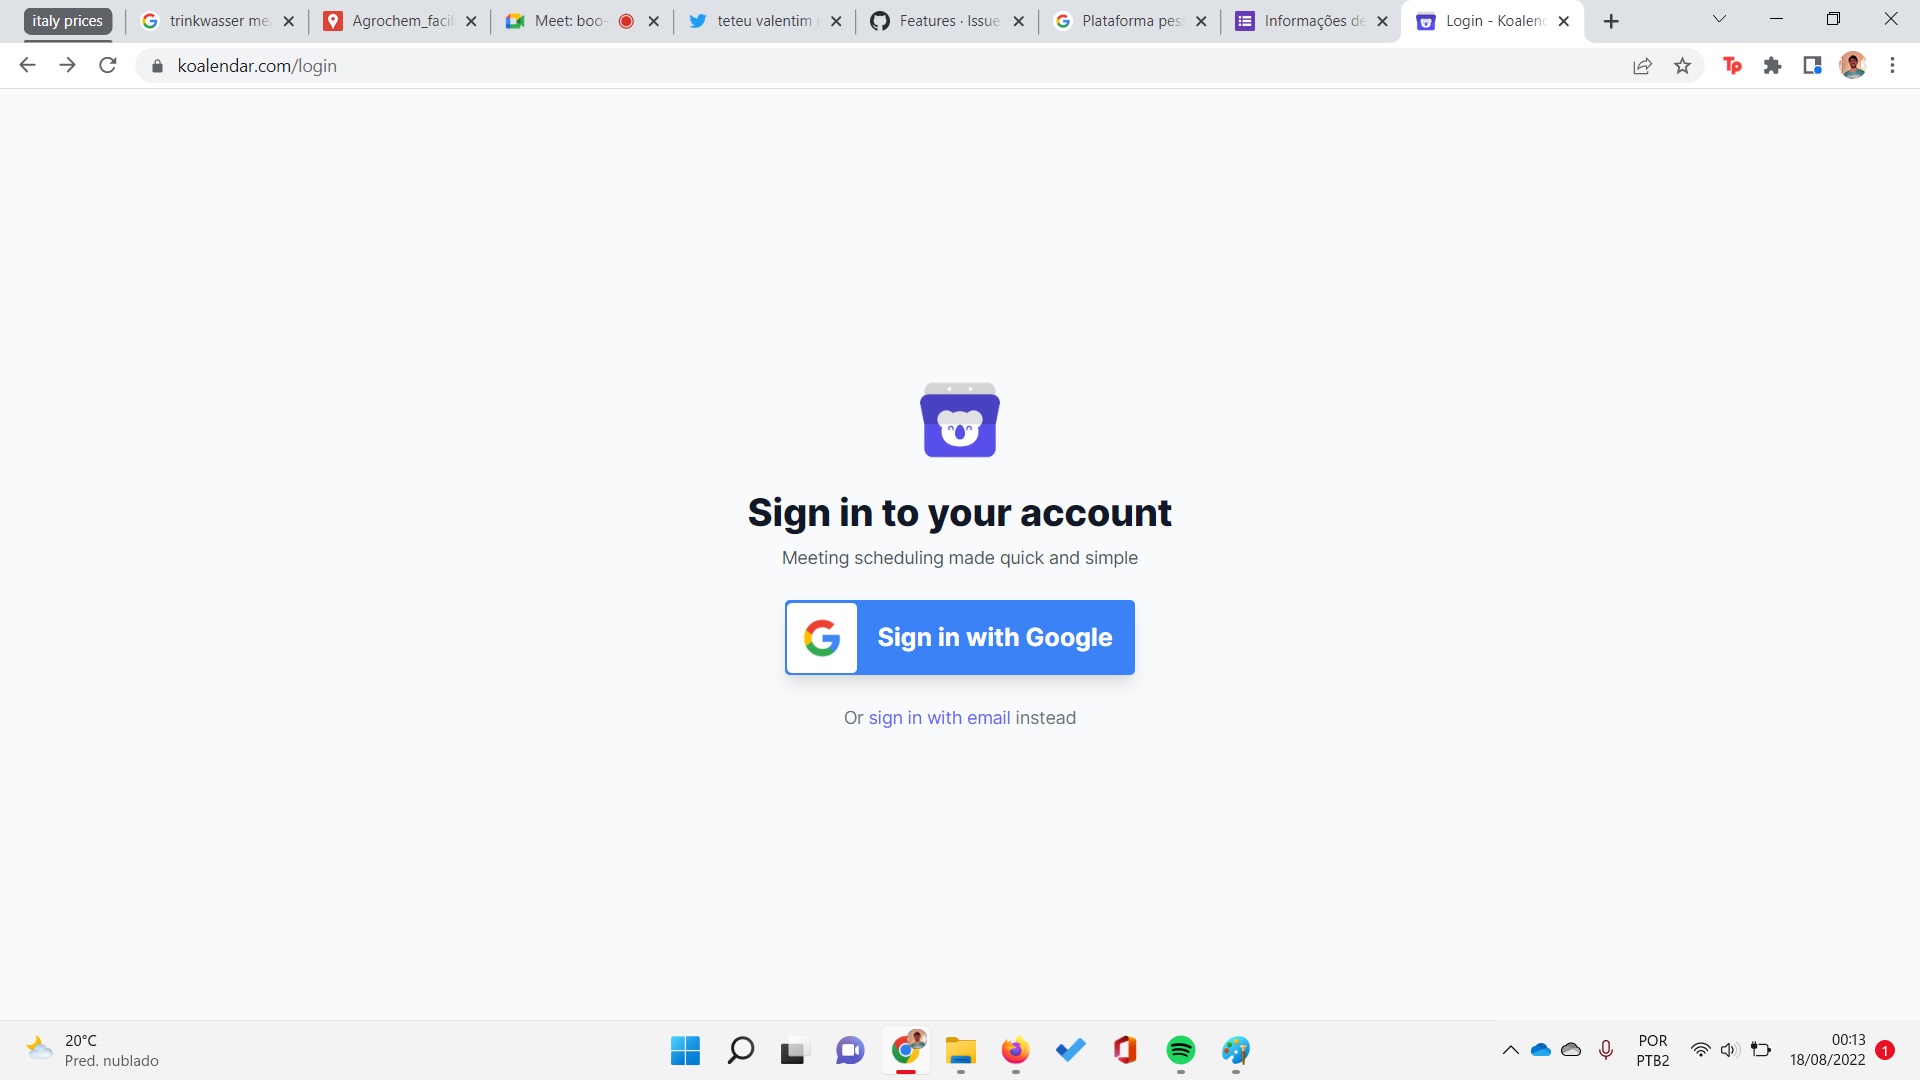 italy prices
trinkwasser me
Agrochem_facil
Meet: boo-
teteu valentim
Features · Issue
Plataforma pes
Informações de
Login - Koalend
koalendar.com/login
Tp
Sign in to your account
Meeting scheduling made quick and simple
Sign in with Google
Or sign in with email instead
20°C
Pred. nublado
POR
PTB2
00:13
18/08/2022
1